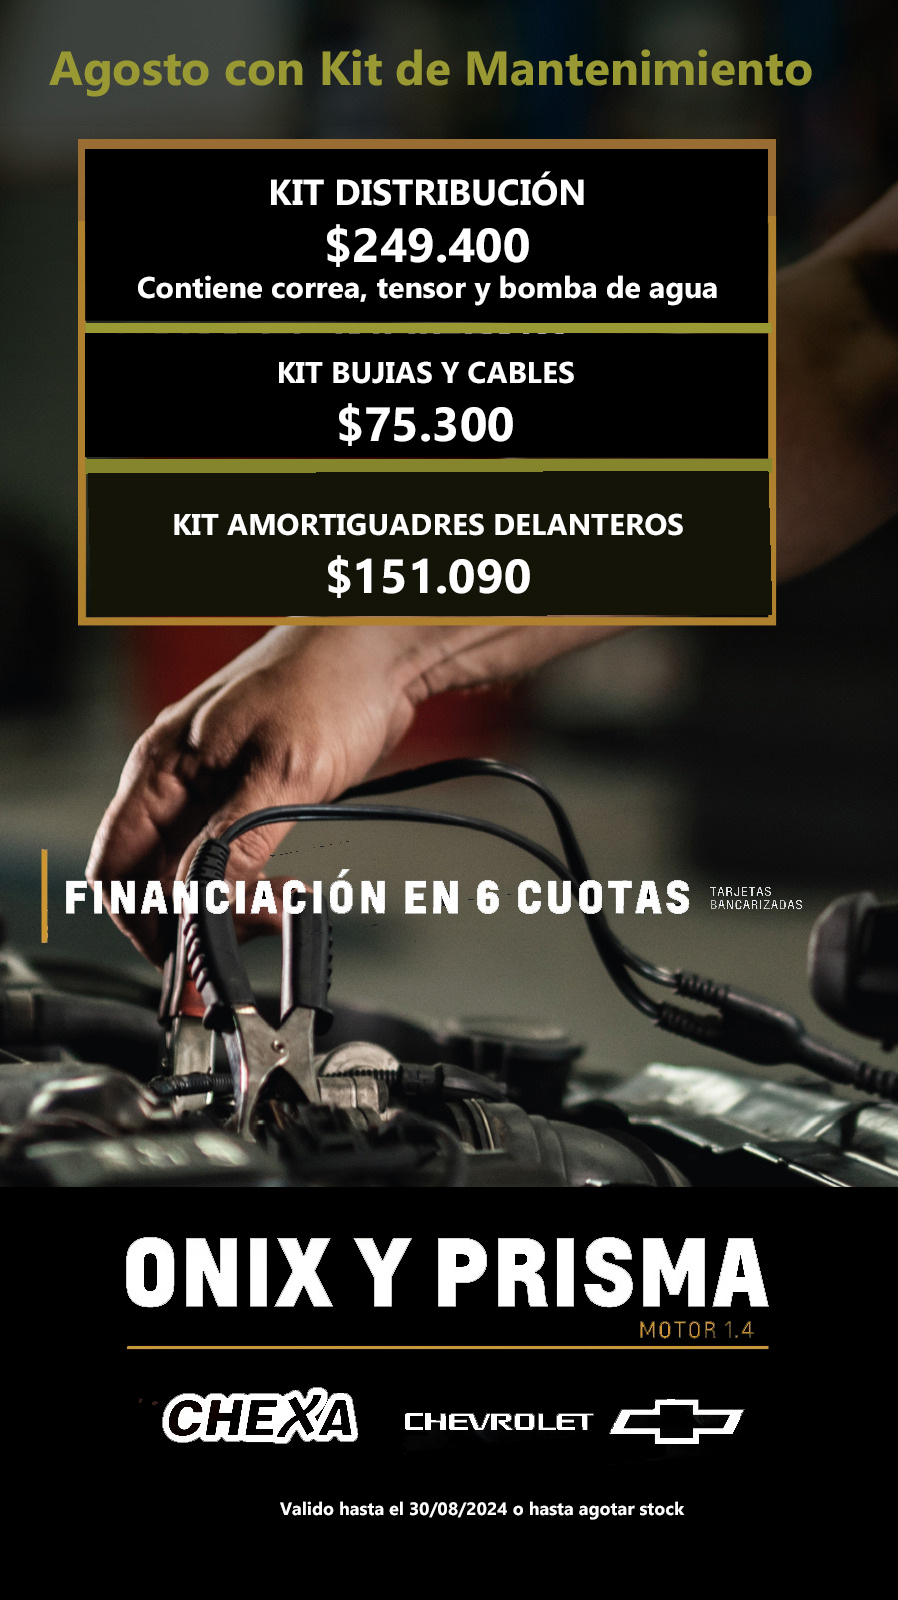 Agosto con Kit de Mantenimiento
KIT DISTRIBUCIÓN
$249.400
Contiene correa, tensor y bomba de agua
KIT BUJIAS Y CABLES
$75.300
KIT AMORTIGUADRES DELANTEROS
$151.090
FINANCIACIÓN EN 6 CUOTAS
TARJETAS
BANCARIZADAS
ONIX Y PRISMA
MOTOR 1.4
CHEXA
CHEVROLET
Valido hasta el 30/08/2024 o hasta agotar stock